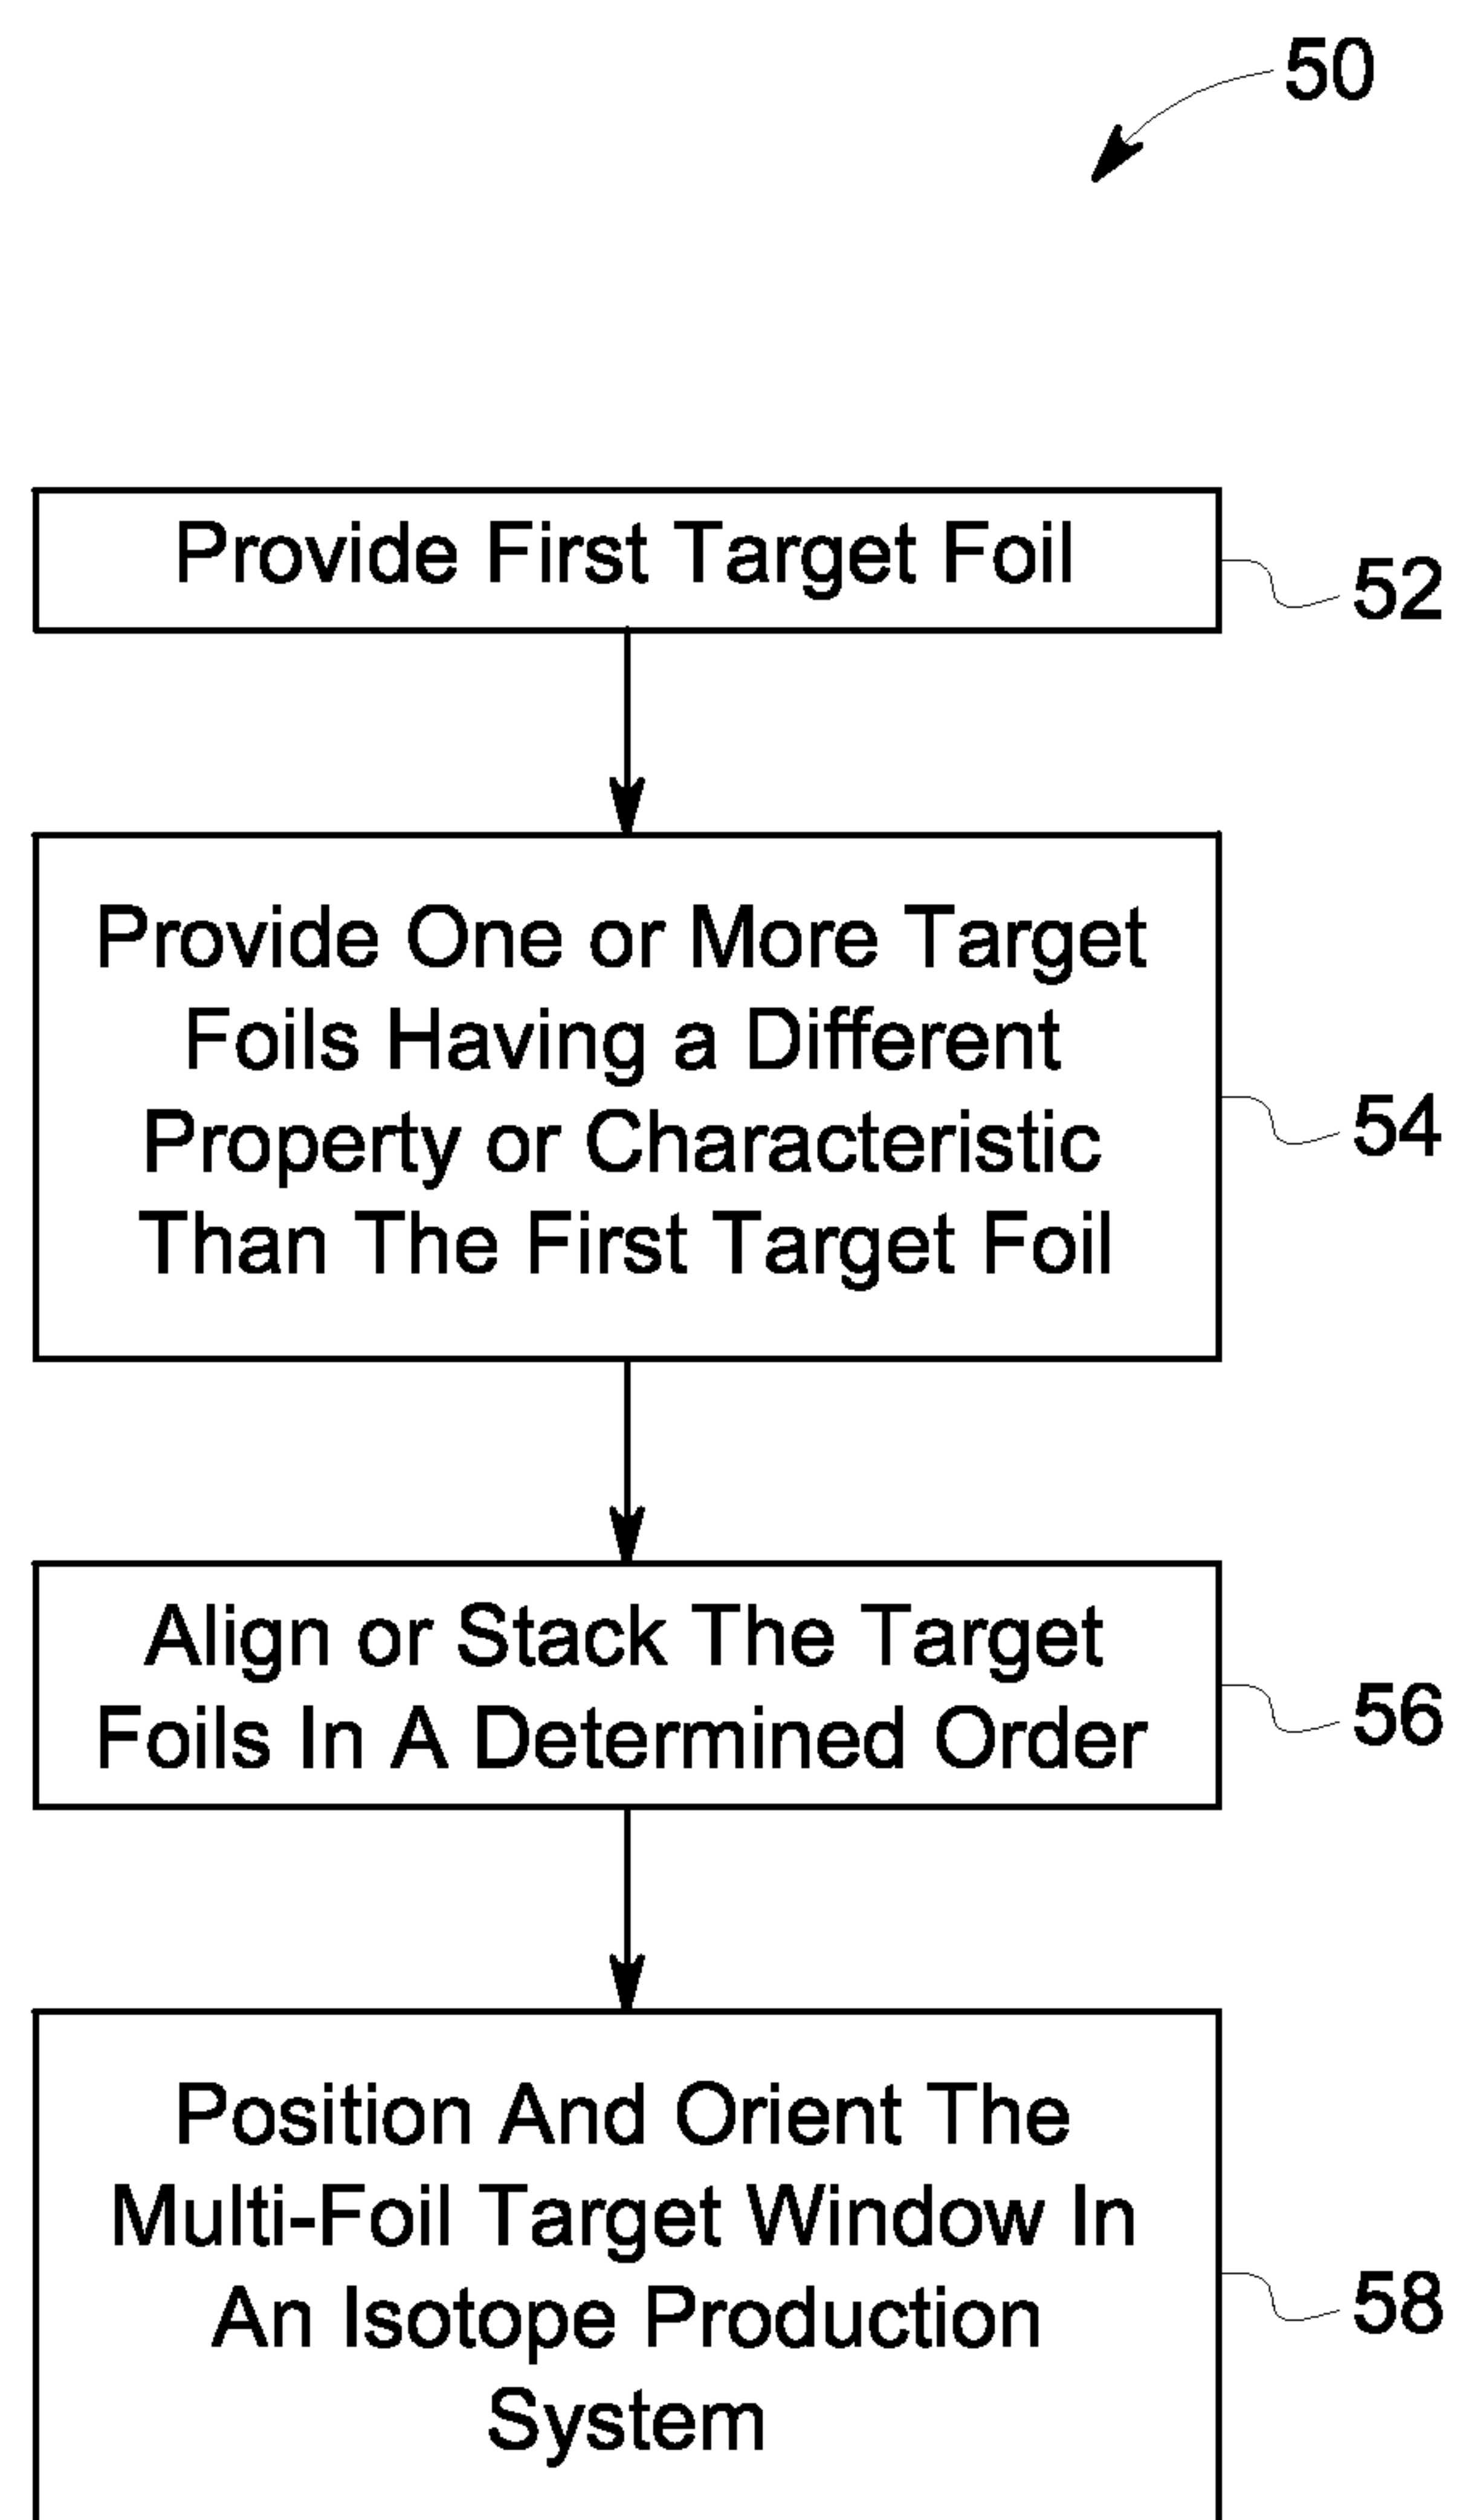 50
Provide First Target Foil
52
Provide One or More Target
Foils Having a Different
Property or Characteristic
Than The First Target Foil
54
Align or Stack The Target
Foils In A Determined Order
56
Position And Orient The
Multi-Foil Target Window In
An Isotope Production
System
58